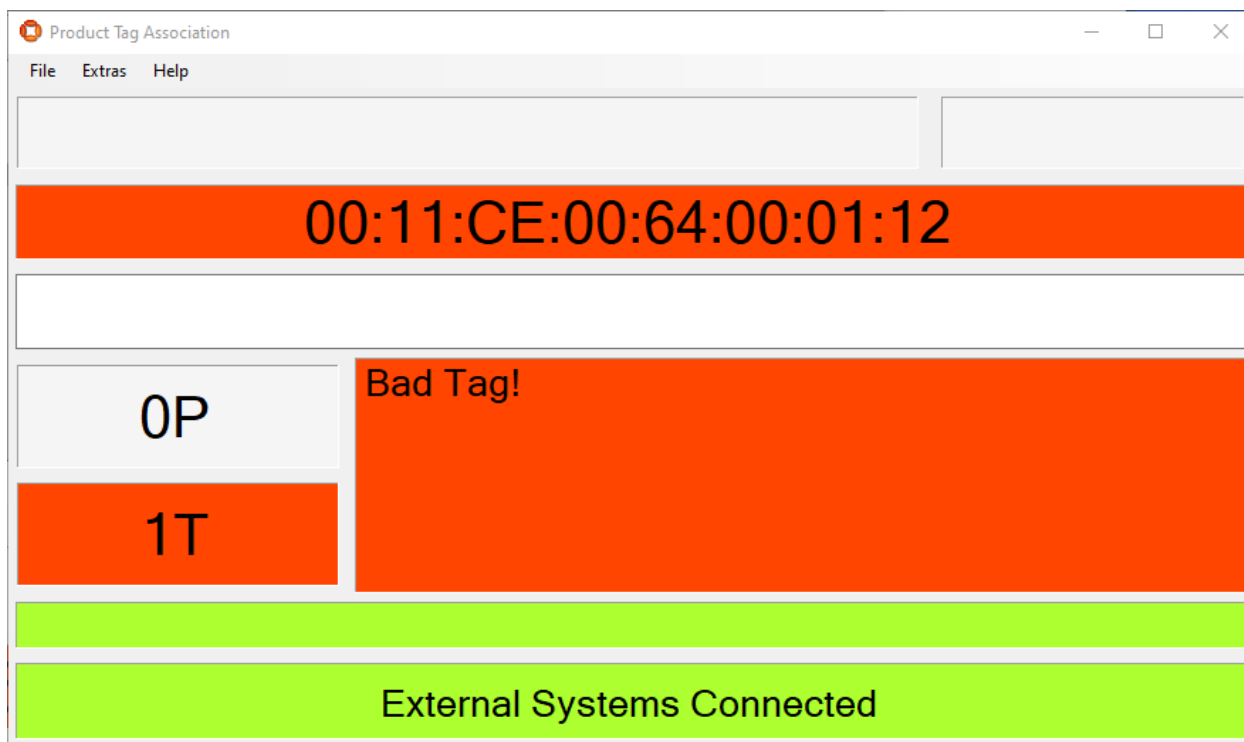 Product Tag Association
File Extras Help
00:11:CE:00:64:00:01:12
0P
Bad Tag!
1T
External Systems Connected